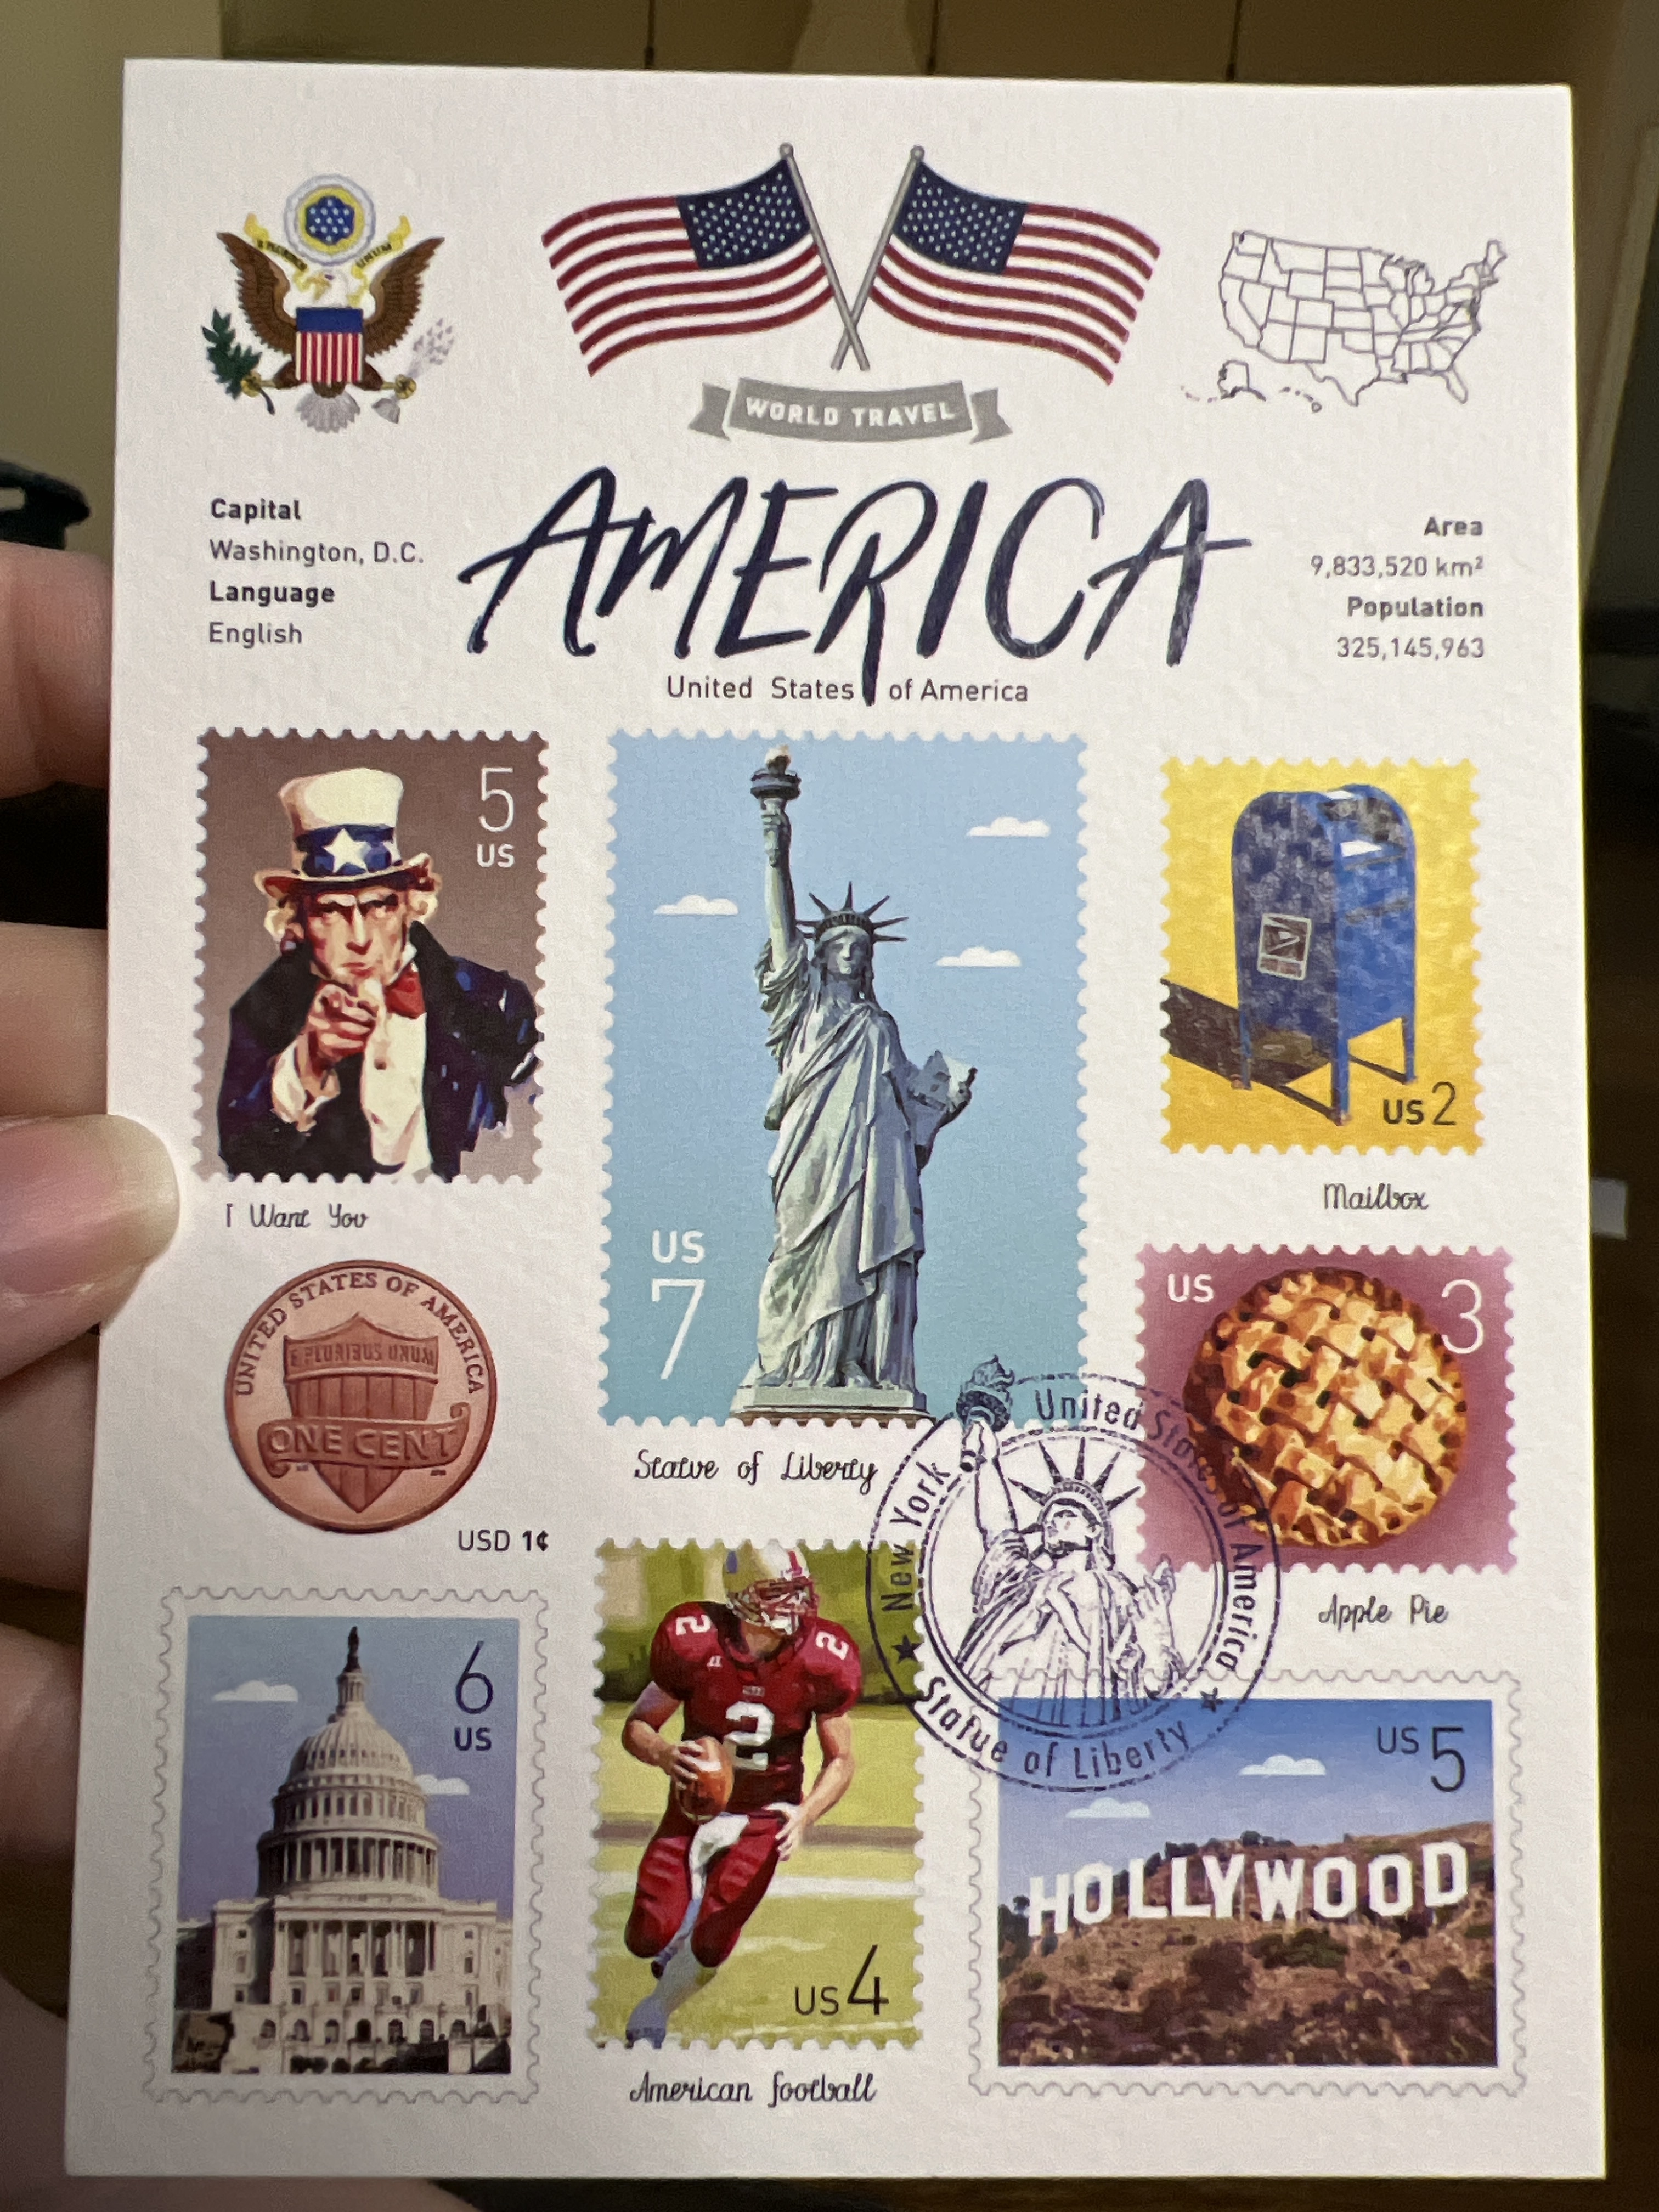 E PLURIBUS UNUM
WORLD TRAVEL
AMERICA
United States of America
Capital
Washington, D.C.
Language
English
Area
9,833,520 km²
Population
325,145,963
5
US
I Want You
US
7
Statue of Liberty
US 2
Mailbox
UNITED STATES OF AMERICA
E PLURIBUS UNUM
ONE CENT
USD 1¢
US 3
Apple Pie
New York
United States of America
★ Statue of Liberty ★
6
US
2 2
2
US 4
American football
US 5
HOLLYWOOD